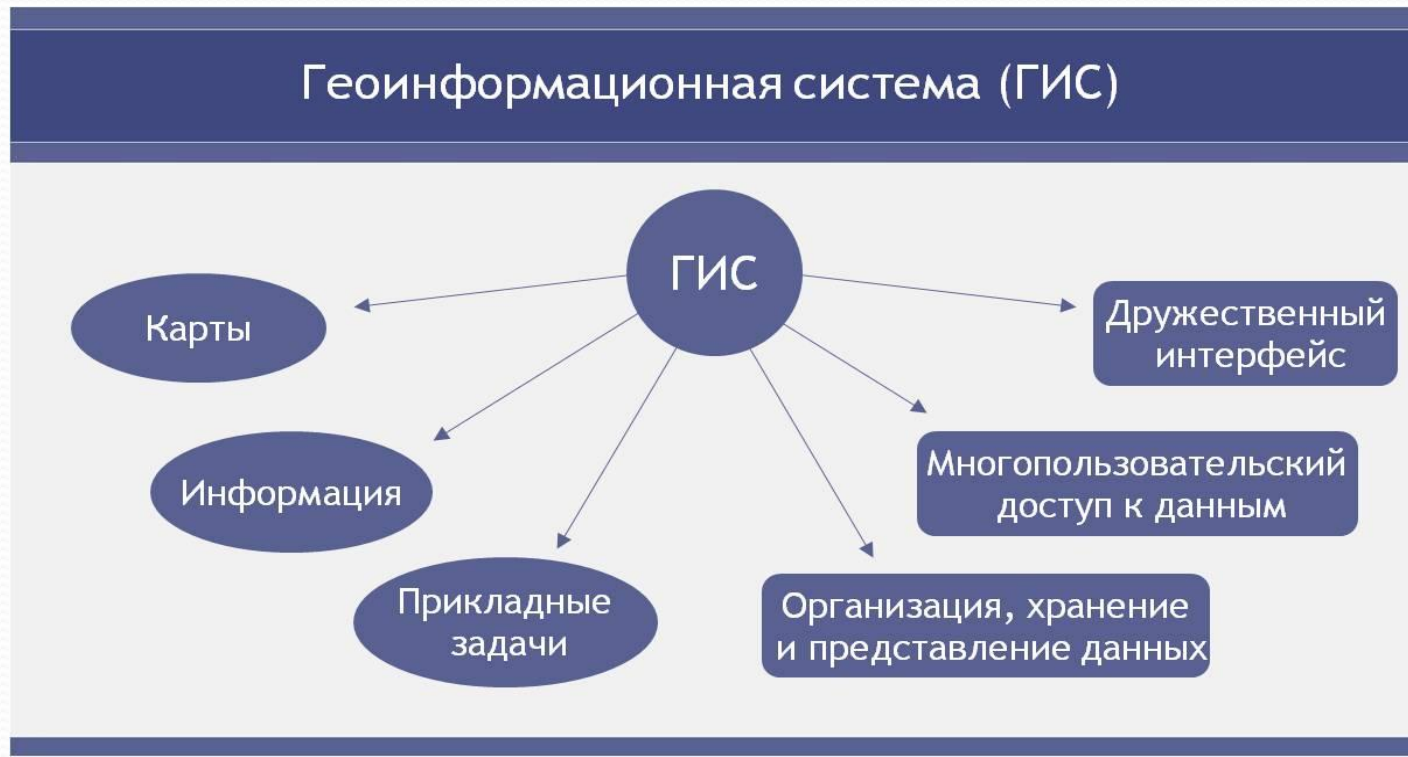 Геоинформационная система (ГИС)
ГИС
Карты
Информация
Прикладные
задачи
Организация, хранение
и представление данных
Многопользовательский
доступ к данным
Дружественный
интерфейс